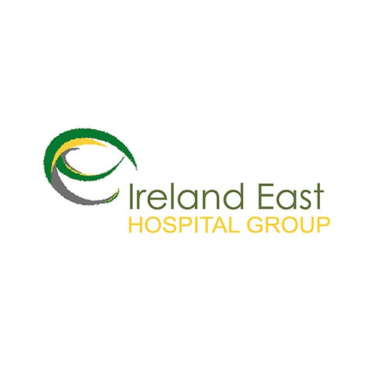 Ireland East
HOSPITAL GROUP